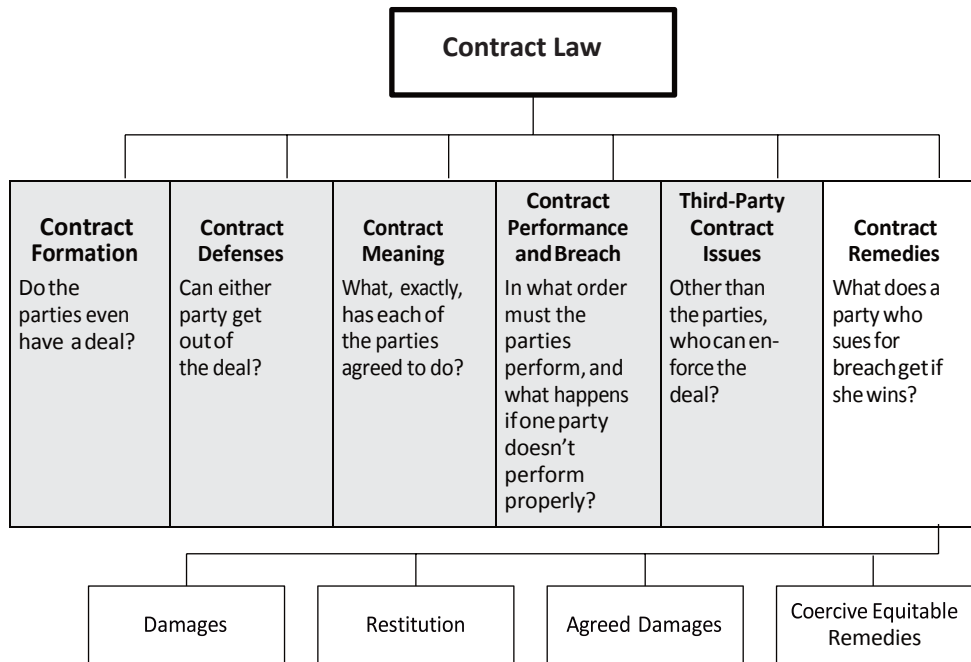 Contract Law
Contract
Formation
Do the
parties even
have a deal?
Contract
Defenses
Can either
party get
out of
the deal?
Contract
Meaning
What, exactly,
has each of
the parties
agreed to do?
Contract
Performance
and Breach
In what order
must the
parties
perform, and
what happens
if one party
doesn't
perform
properly?
Third-Party
Contract
Issues
Other than
the parties,
who can en-
force the
deal?
Contract
Remedies
What does a
party who
sues for
breach get if
she wins?
Damages
Restitution
Agreed Damages
Coercive Equitable
Remedies